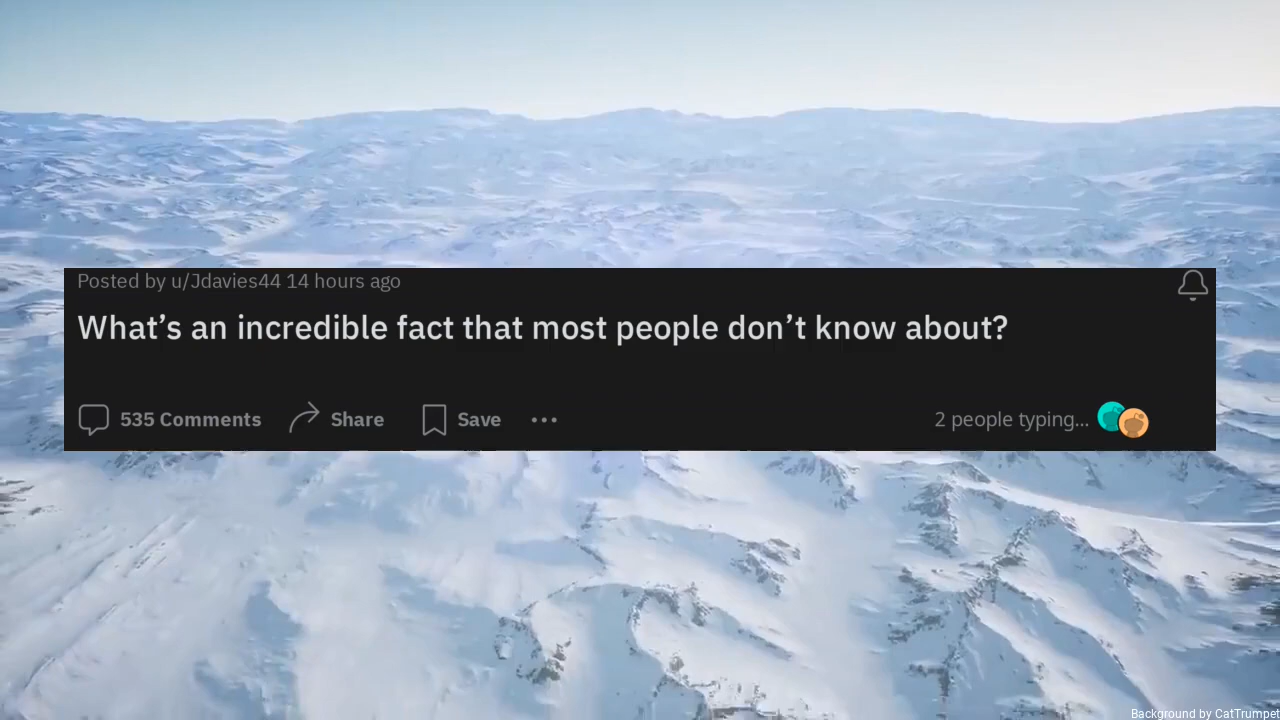 Posted by u/Jdavies44 14 hours ago
What’s an incredible fact that most people don’t know about?
535 Comments Share Save ... 2 people typing...
Background by CatTrumpet